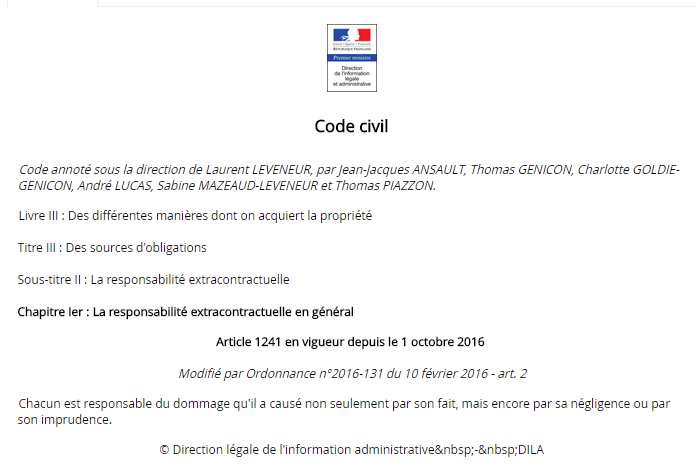 Liberté • Égalité • Fraternité
RÉPUBLIQUE FRANÇAISE
Premier ministre
Direction
de l'information
légale
et administrative
Code civil
Code annoté sous la direction de Laurent LEVENEUR, par Jean-Jacques ANSAULT, Thomas GENICON, Charlotte GOLDIE-
GENICON, André LUCAS, Sabine MAZEAUD-LEVENEUR et Thomas PIAZZON.
Livre III : Des différentes manières dont on acquiert la propriété
Titre III : Des sources d'obligations
Sous-titre II : La responsabilité extracontractuelle
Chapitre Ier : La responsabilité extracontractuelle en général
Article 1241 en vigueur depuis le 1 octobre 2016
Modifié par Ordonnance n°2016-131 du 10 février 2016 - art. 2
Chacun est responsable du dommage qu'il a causé non seulement par son fait, mais encore par sa négligence ou par
son imprudence.
© Direction légale de l'information administrative&nbsp;-&nbsp;DILA